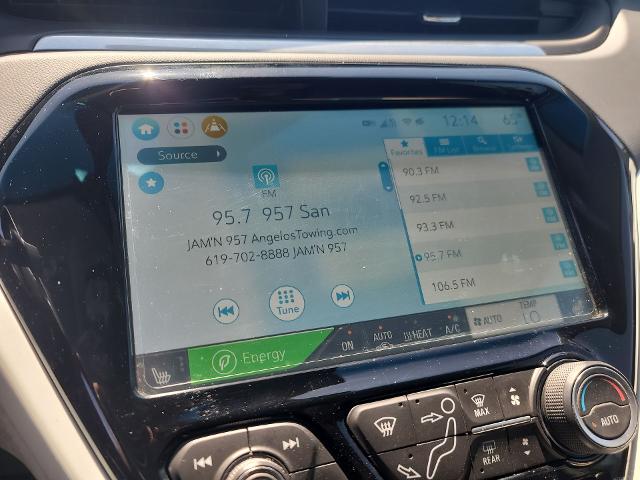 12:14
Source
Favorites
FM
95.7 957 San
JAM'N 957 AngelosTowing.com
619-702-8888 JAM'N 957
Tune
90.3 FM
92.5 FM
93.3 FM
95.7 FM
106.5 FM
Energy
ON AUTO HEAT A/C AUTO TEMP LO
MAX
REAR
AUTO